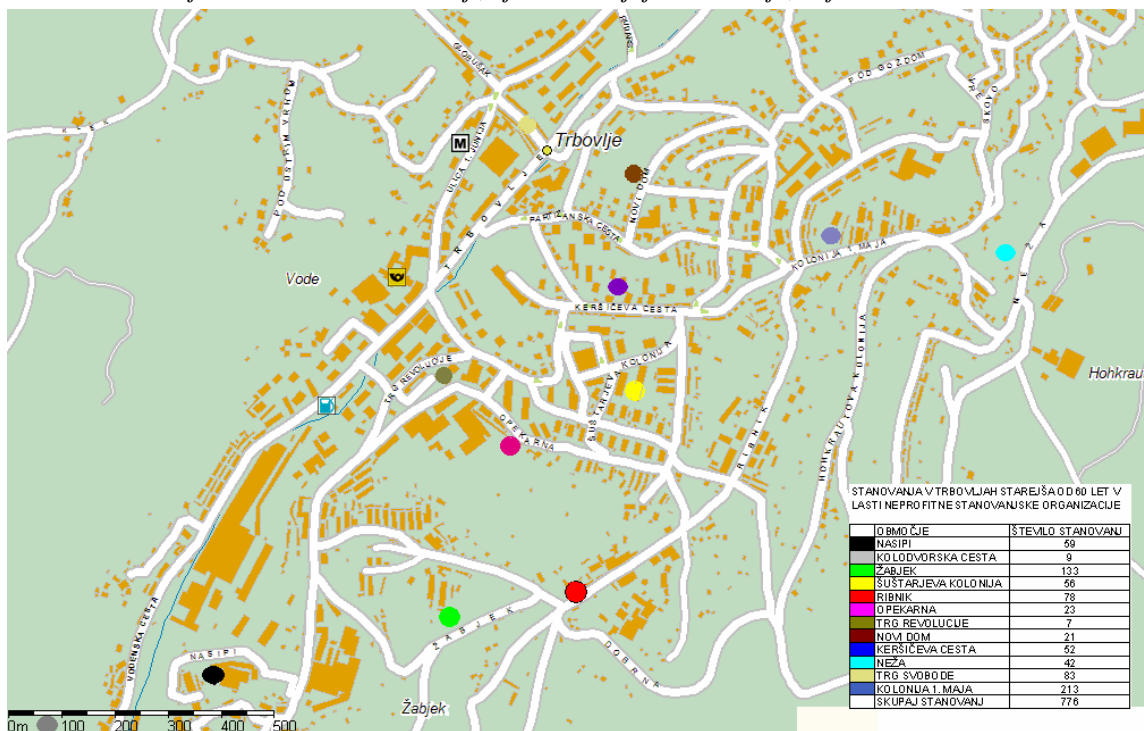 GLOBUŠAK
KLEK
POD OSTRIM VRHOM
M
ULICA 1. JUNIJA
Trbovlje
TRBOVLJE
NOVI DOM
PARTIZANSKA CESTA
POD GOZDOM
KOLONIJA 1. MAJA
NEŽA
Vode
KERŠIČEVA CESTA
TRG REVOLUCIJE
ŠUŠTARJEVA KOLONIJA
OPEKARNA
RIBNIK
HOHKRAUTOVA KOLONIJA
Hohkrau
VODENSKA CESTA
NASIPI
ŽABJEK
DOBRNA
Žabjek
0m 100 200 300 400 500
STANOVANJA V TRBOVLJAH STAREJŠA OD 60 LET V
LASTI NEPROFITNE STANOVANJSKE ORGANIZACIJE
OBMOČJE ŠTEVILO STANOVANJ
NASIPI 59
KOLODVORSKA CESTA 9
ŽABJEK 133
ŠUŠTARJEVA KOLONIJA 56
RIBNIK 78
OPEKARNA 23
TRG REVOLUCIJE 7
NOVI DOM 21
KERŠIČEVA CESTA 52
NEŽA 42
TRG SVOBODE 83
KOLONIJA 1. MAJA 213
SKUPAJ STANOVANJ 776